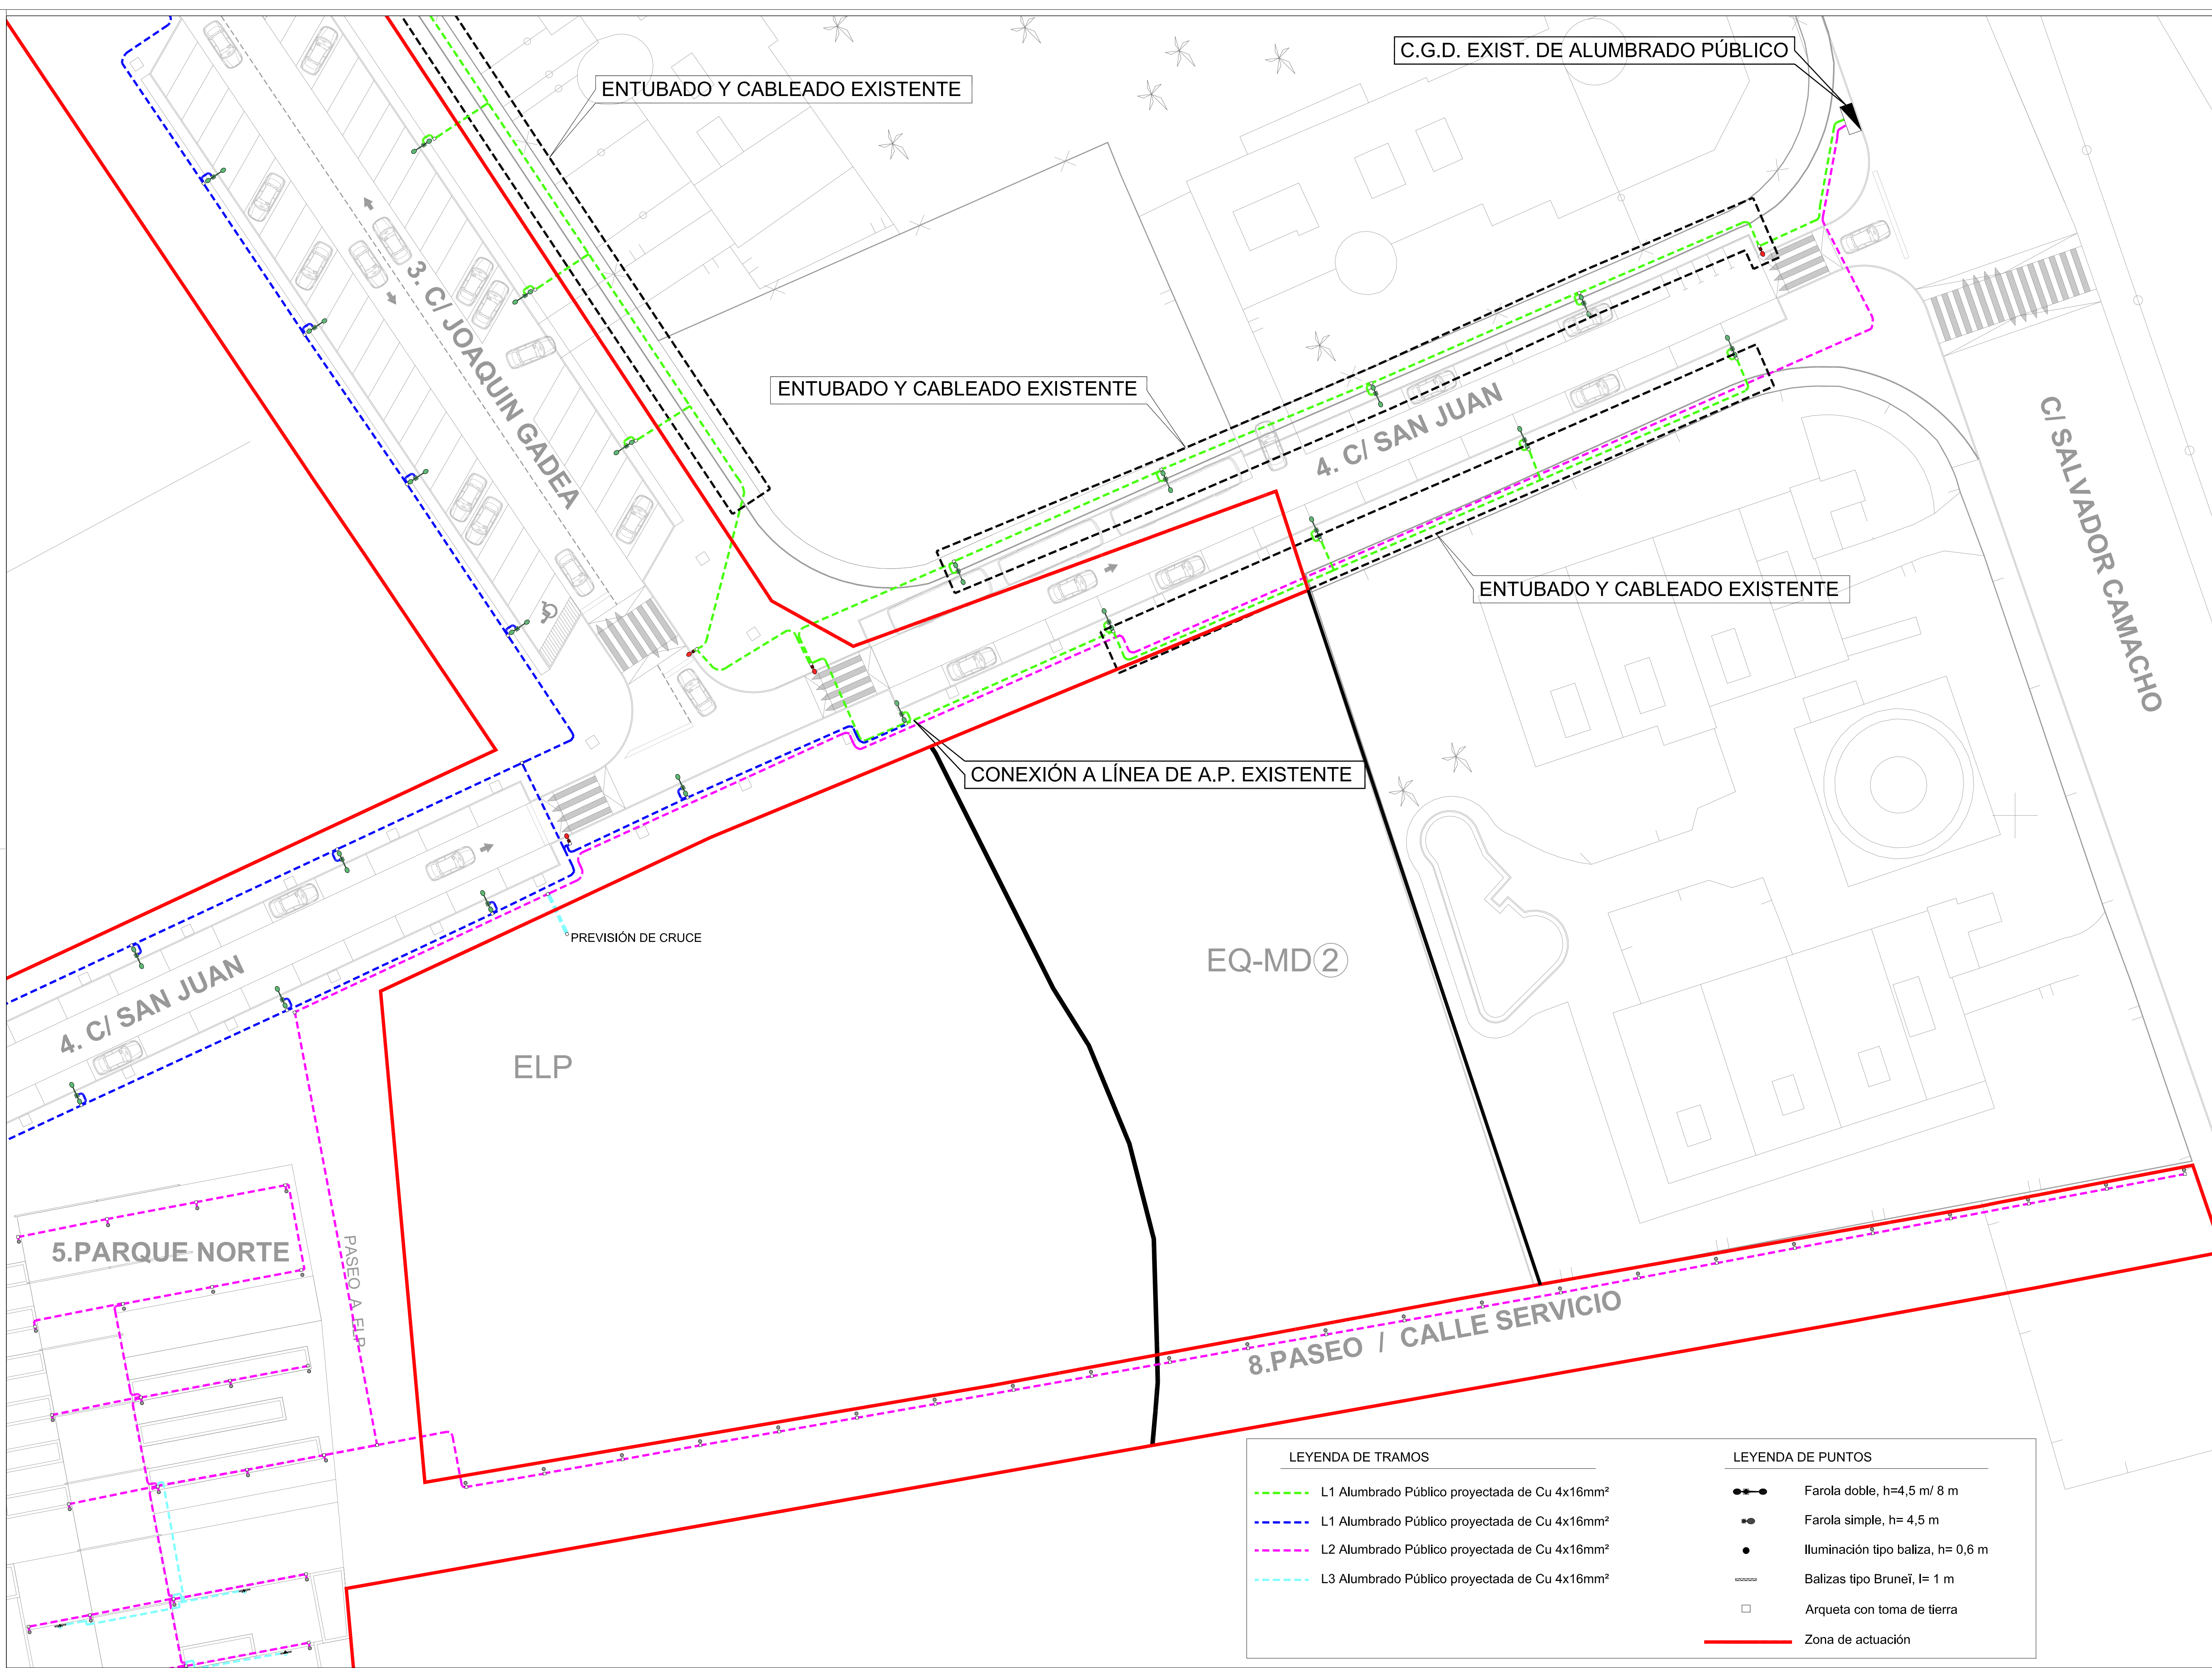 C.G.D. EXIST. DE ALUMBRADO PÚBLICO
ENTUBADO Y CABLEADO EXISTENTE
3. C/ JOAQUIN GADEA
ENTUBADO Y CABLEADO EXISTENTE
4. C/ SAN JUAN
C/ SALVADOR CAMACHO
ENTUBADO Y CABLEADO EXISTENTE
CONEXIÓN A LÍNEA DE A.P. EXISTENTE
PREVISIÓN DE CRUCE
EQ-MD2
4. C/ SAN JUAN
ELP
5.PARQUE NORTE
PASEO A ELP
8.PASEO / CALLE SERVICIO
LEYENDA DE TRAMOS
L1 Alumbrado Público proyectada de Cu 4x16mm²
L1 Alumbrado Público proyectada de Cu 4x16mm²
L2 Alumbrado Público proyectada de Cu 4x16mm²
L3 Alumbrado Público proyectada de Cu 4x16mm²
LEYENDA DE PUNTOS
Farola doble, h=4,5 m/ 8 m
Farola simple, h= 4,5 m
Iluminación tipo baliza, h= 0,6 m
Balizas tipo Bruneï, l= 1 m
Arqueta con toma de tierra
Zona de actuación